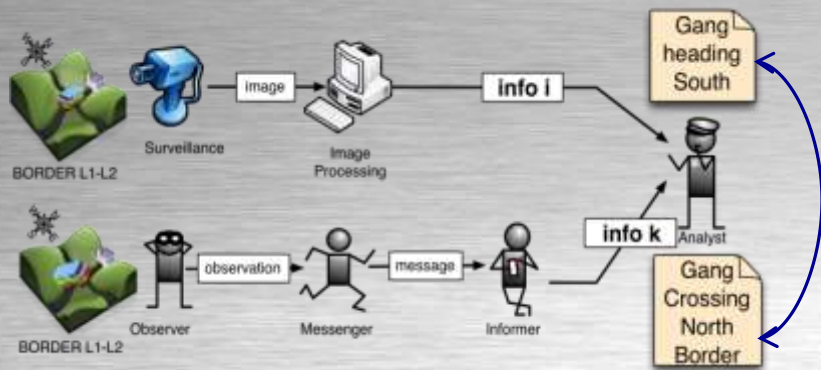 Gang
heading
South
image
info i
Surveillance
Image
Processing
BORDER L1-L2
info k
Analyst
observation
message
Gang
Crossing
North
Border
Observer
Messenger
Informer
BORDER L1-L2